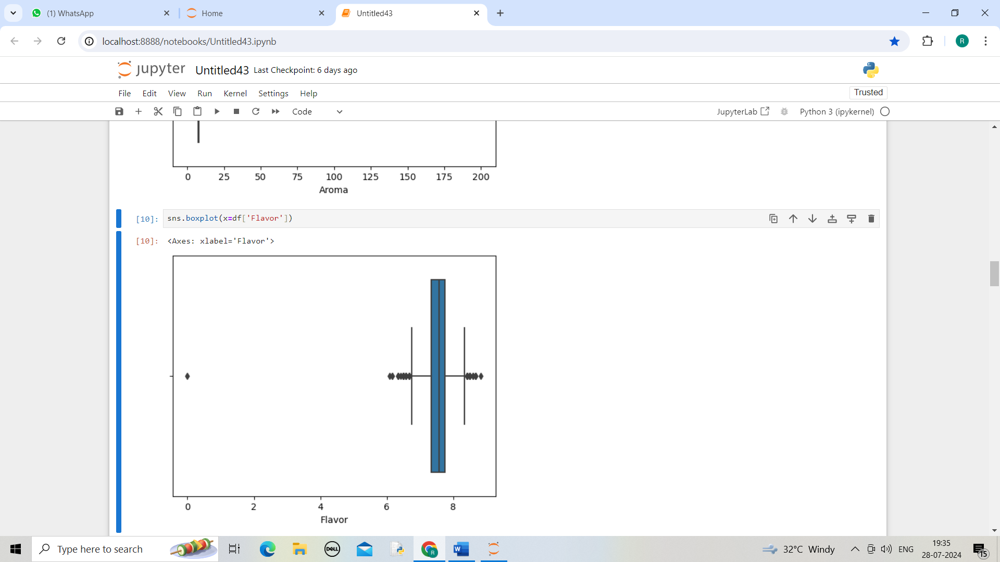 (1) WhatsApp
Home
Untitled43
localhost:8888/notebooks/Untitled43.ipynb
R
jupyter Untitled43 Last Checkpoint: 6 days ago
File Edit View Run Kernel Settings Help
Trusted
Code
JupyterLab
Python 3 (ipykernel)
0 25 50 75 100 125 150 175 200
Aroma
[10]: sns.boxplot(x=df['Flavor'])
[10]: <Axes: xlabel='Flavor'>
0 2 4 6 8
Flavor
Type here to search
DELL
R
W
32°C Windy
ENG
19:35
28-07-2024
15